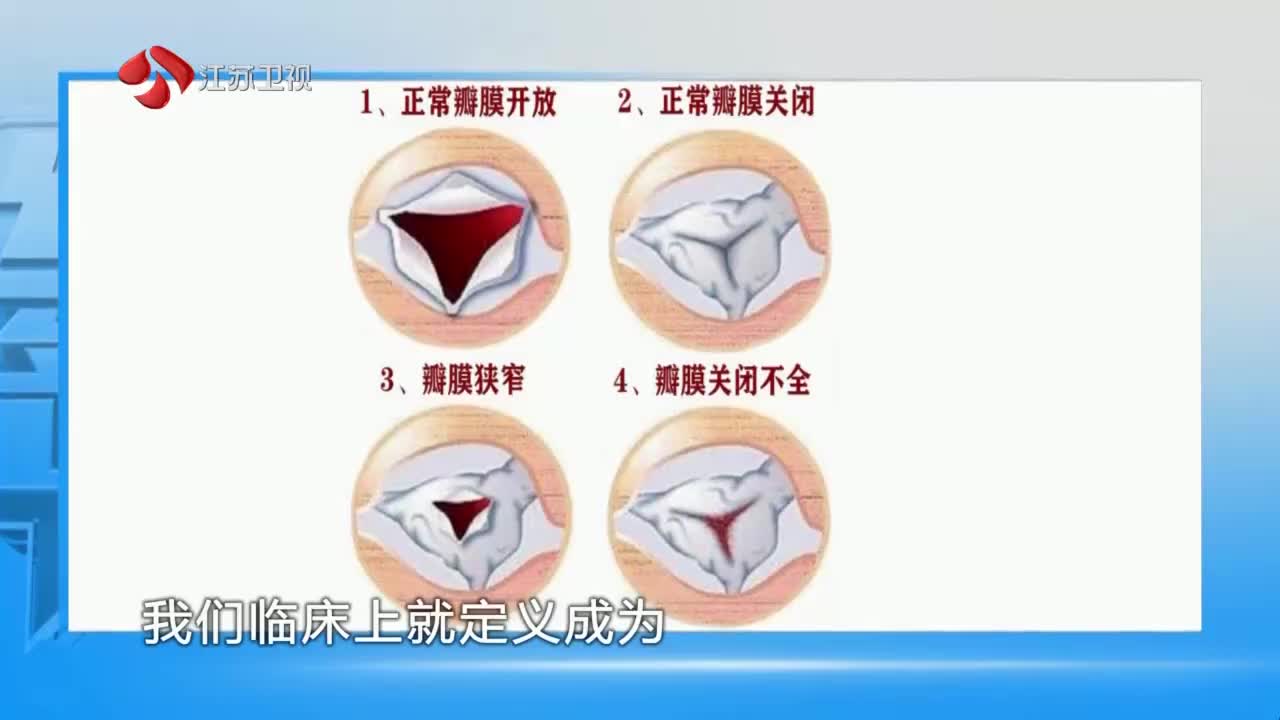 江苏卫视
1、正常瓣膜开放
2、正常瓣膜关闭
3、瓣膜狭窄
4、瓣膜关闭不全
我们临床上就定义成为